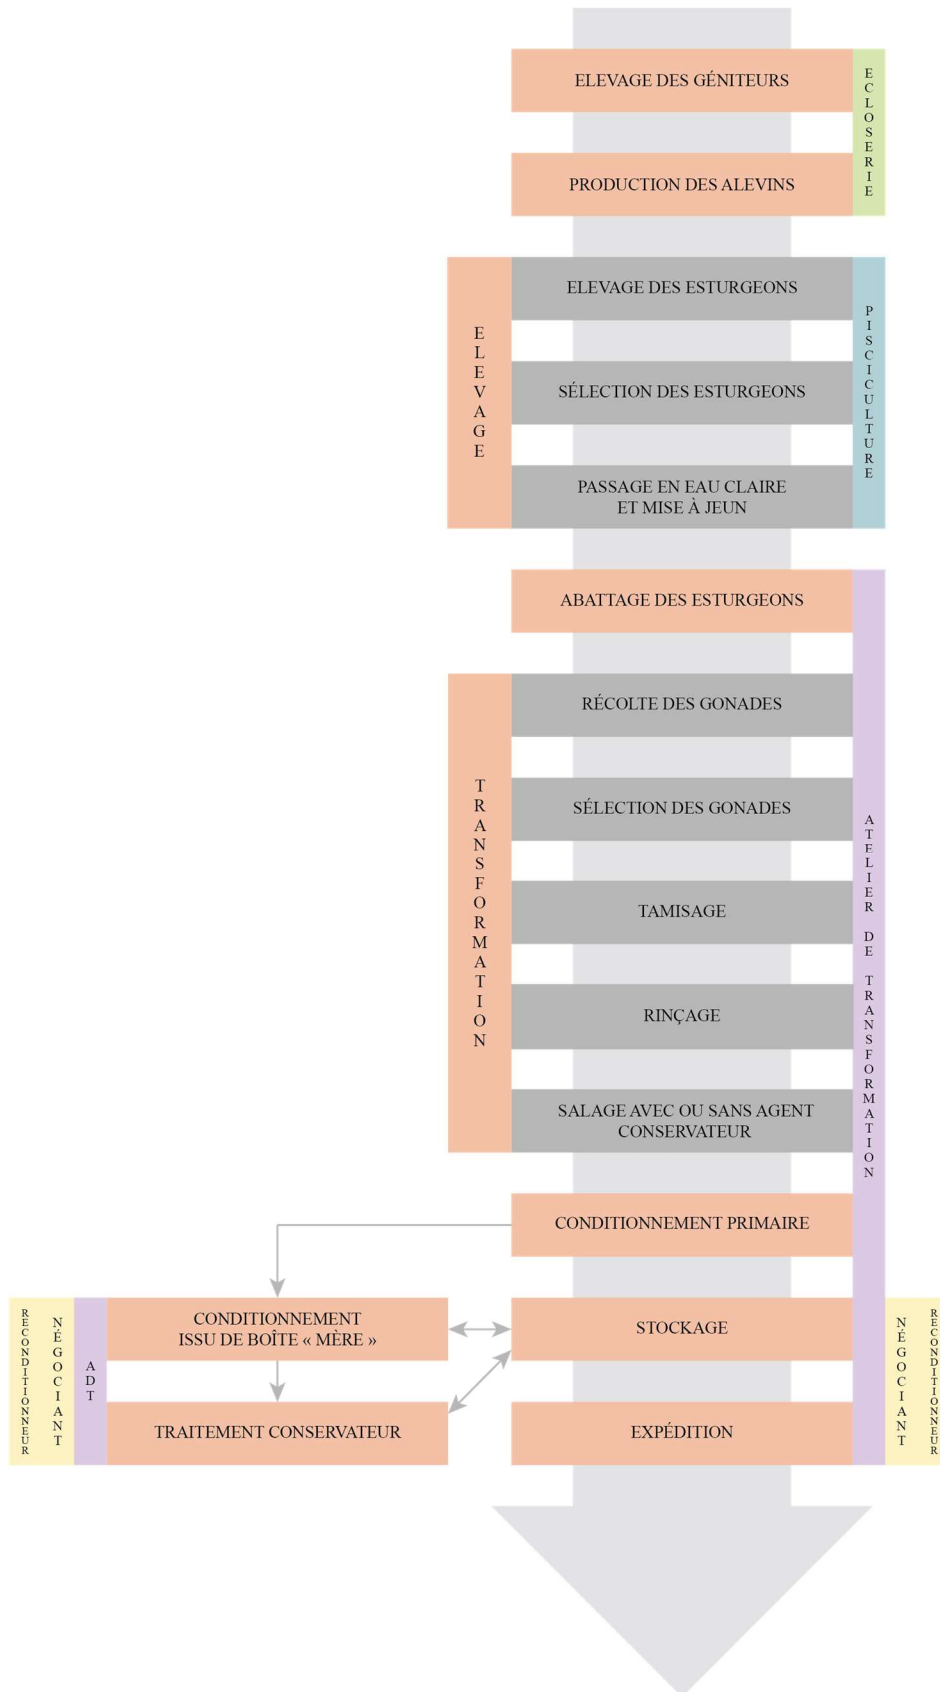 ELEVAGE DES GÉNITEURS
PRODUCTION DES ALEVINS
ECLOSERIE
ELEVAGE
ELEVAGE DES ESTURGEONS
SÉLECTION DES ESTURGEONS
PASSAGE EN EAU CLAIRE
ET MISE À JEUN
PISCICULTURE
ABATTAGE DES ESTURGEONS
TRANSFORMATION
RÉCOLTE DES GONADES
SÉLECTION DES GONADES
TAMISAGE
RINÇAGE
SALAGE AVEC OU SANS AGENT
CONSERVATEUR
ATELIER DE TRANSFORMATION
CONDITIONNEMENT PRIMAIRE
RECONDITIONNEUR
NÉGOCIANT
ADT
CONDITIONNEMENT
ISSU DE BOÎTE « MÈRE »
STOCKAGE
TRAITEMENT CONSERVATEUR
EXPÉDITION
NÉGOCIANT
RECONDITIONNEUR